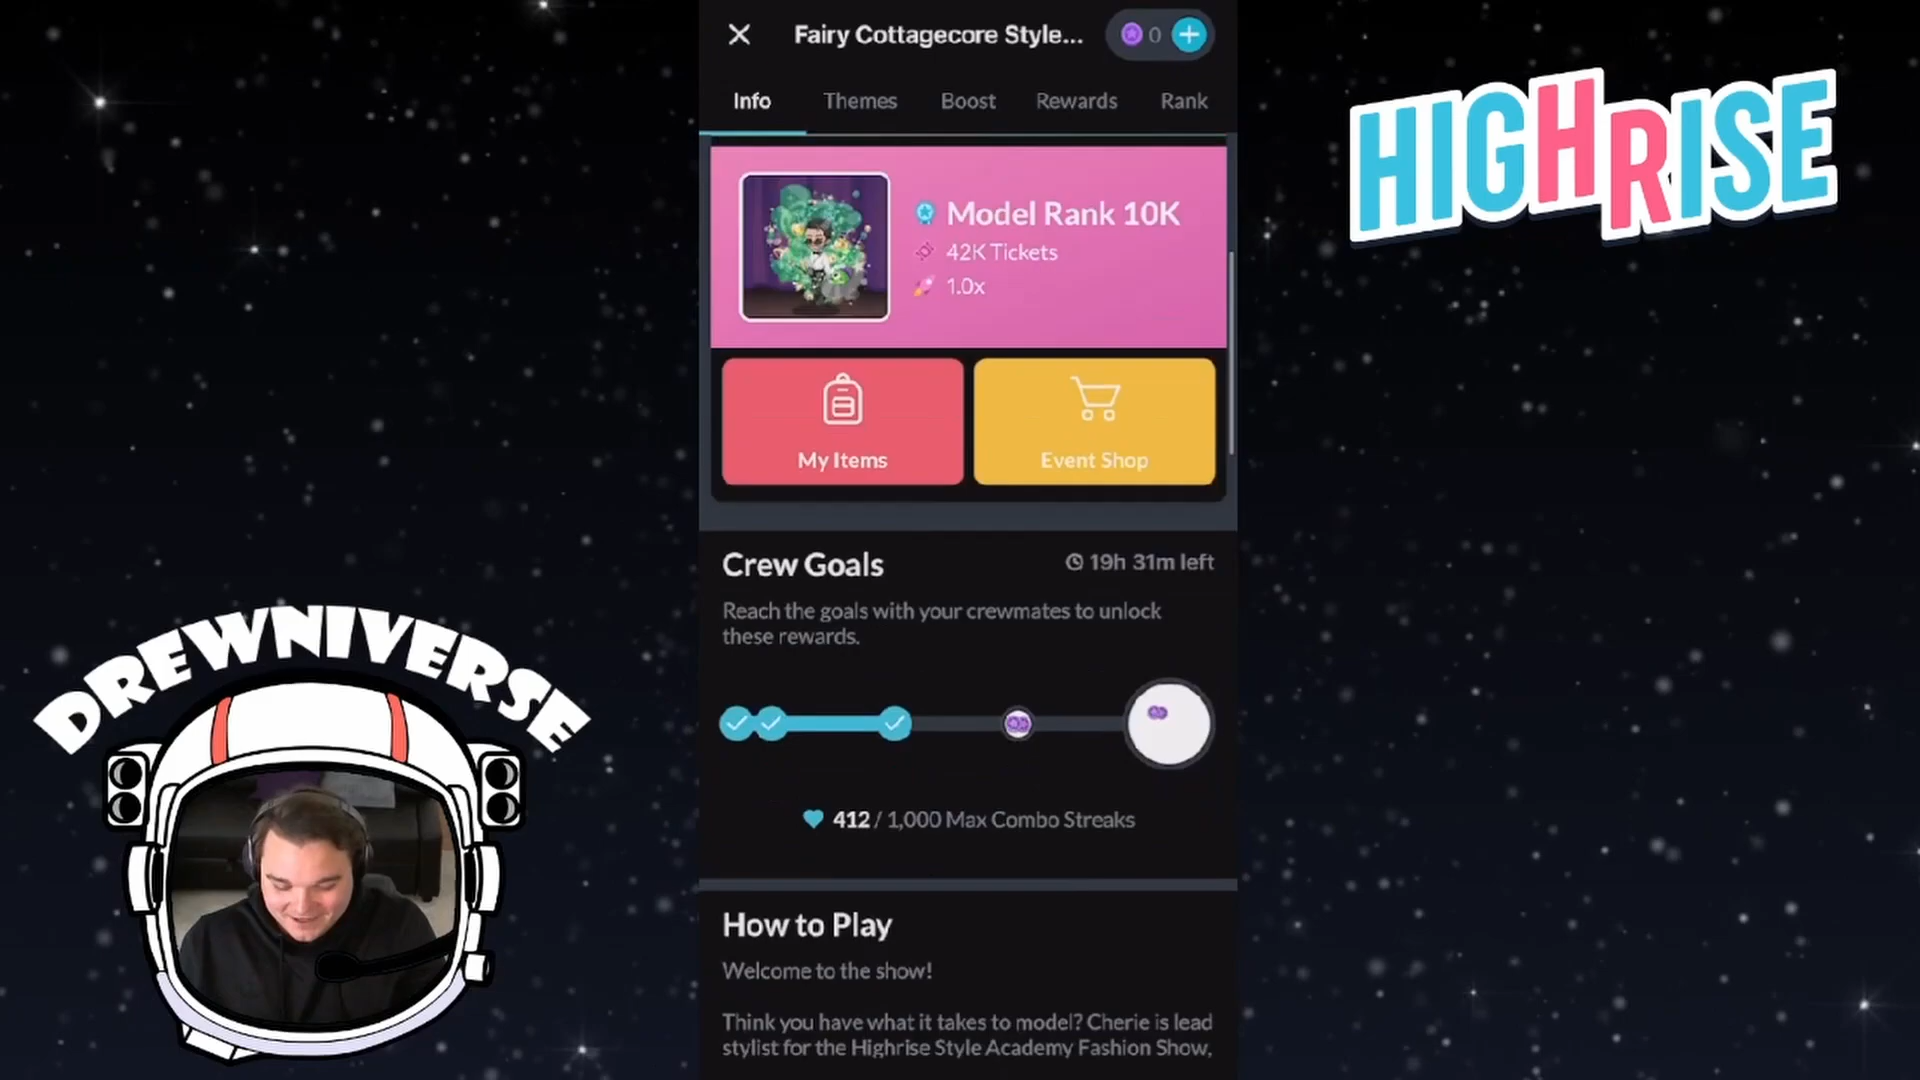 Fairy Cottagecore Style...
0
Info Themes Boost Rewards Rank
Model Rank 10K
42K Tickets
1.0x
My Items
Event Shop
Crew Goals
19h 31m left
Reach the goals with your crewmates to unlock
these rewards.
412 / 1,000 Max Combo Streaks
How to Play
Welcome to the show!
Think you have what it takes to model? Cherie is lead
stylist for the Highrise Style Academy Fashion Show,
HIGHRISE
DREWNIVERSE